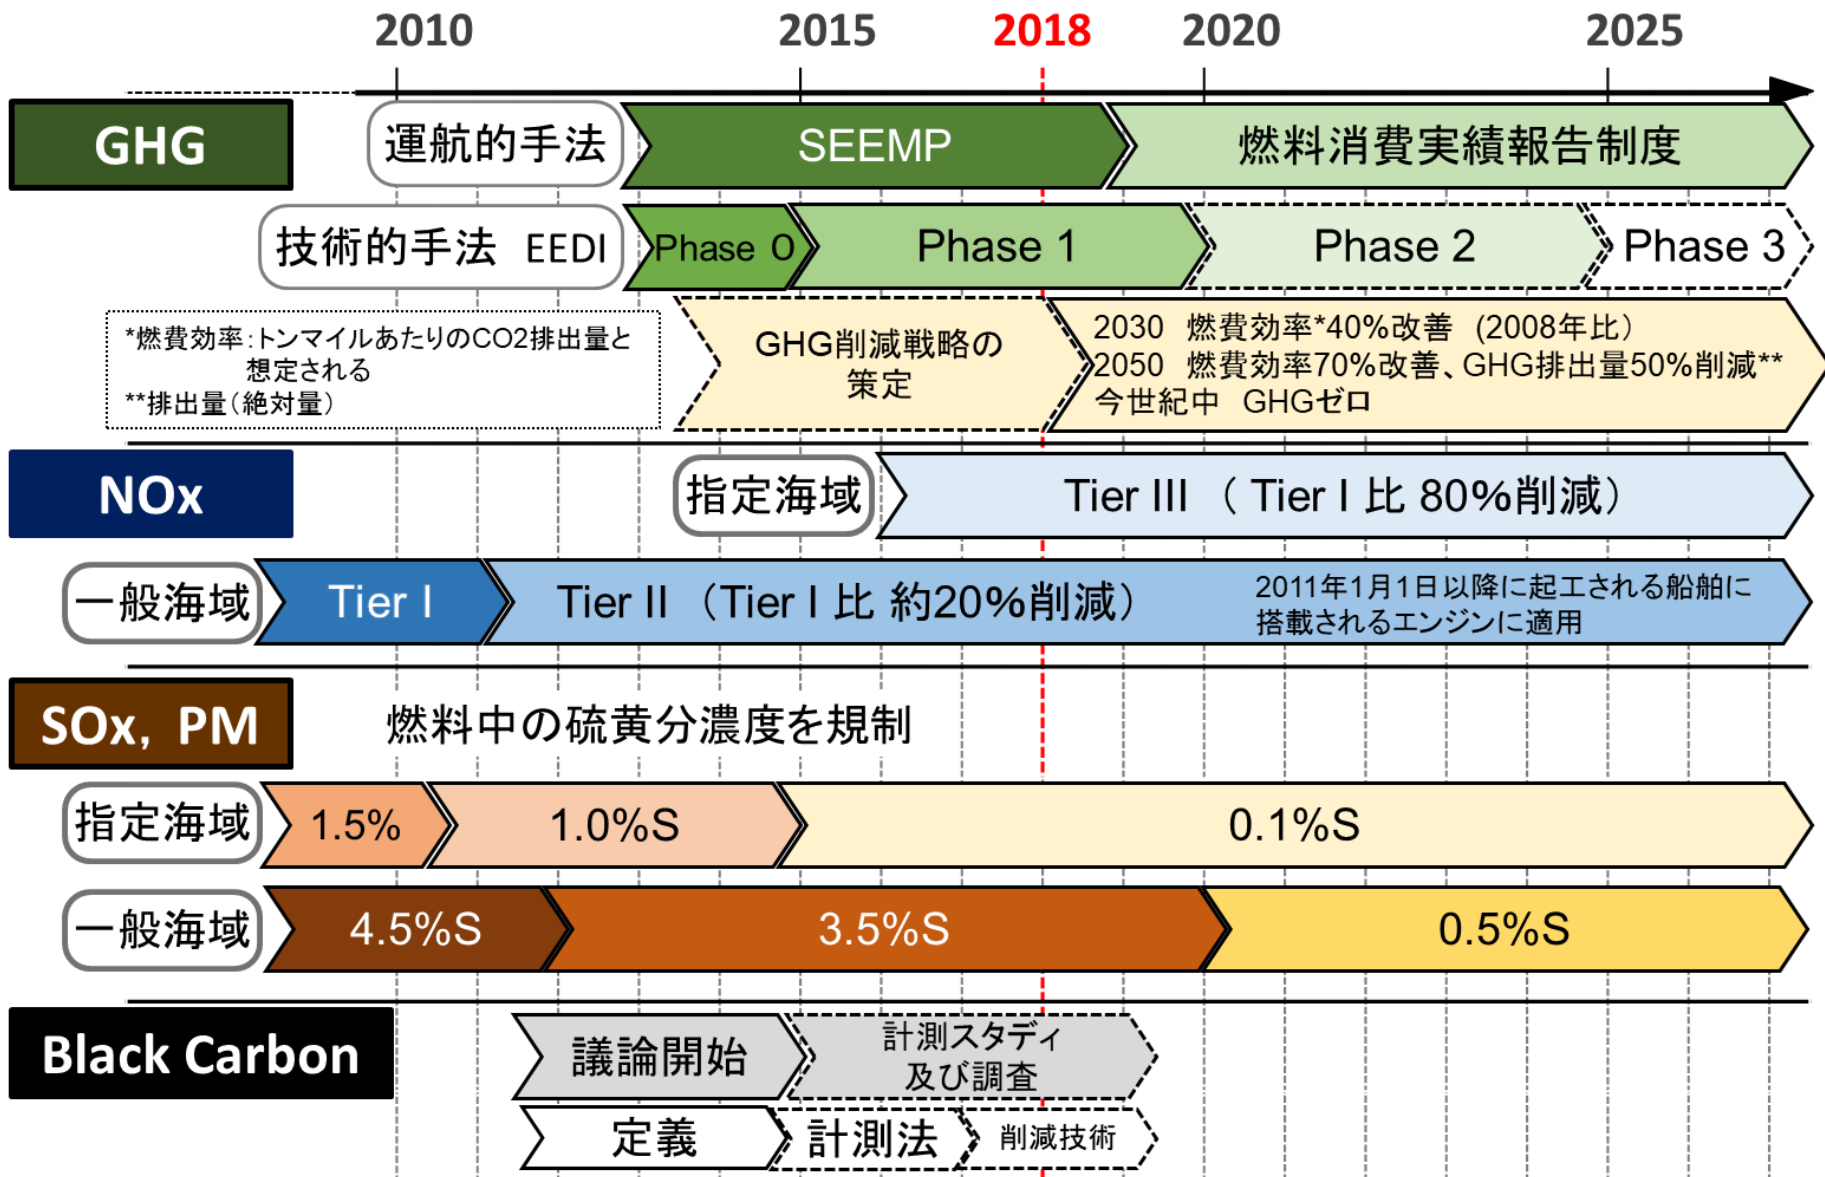 2010 2015 2018 2020 2025
GHG
運航的手法 SEEMP 燃料消費実績報告制度
技術的手法 EEDI Phase 0 Phase 1 Phase 2 Phase 3
*燃費効率:トンマイルあたりのCO2排出量と
想定される
**排出量(絶対量)
GHG削減戦略の
策定
2030 燃費効率*40%改善 (2008年比)
2050 燃費効率70%改善、GHG排出量50%削減**
今世紀中 GHGゼロ
NOx
指定海域 Tier III ( Tier I 比 80%削減)
一般海域 Tier I Tier II (Tier I 比 約20%削減)
2011年1月1日以降に起工される船舶に
搭載されるエンジンに適用
SOx, PM
燃料中の硫黄分濃度を規制
指定海域 1.5% 1.0%S 0.1%S
一般海域 4.5%S 3.5%S 0.5%S
Black Carbon
議論開始
計測スタディ
及び調査
定義 計測法 削減技術